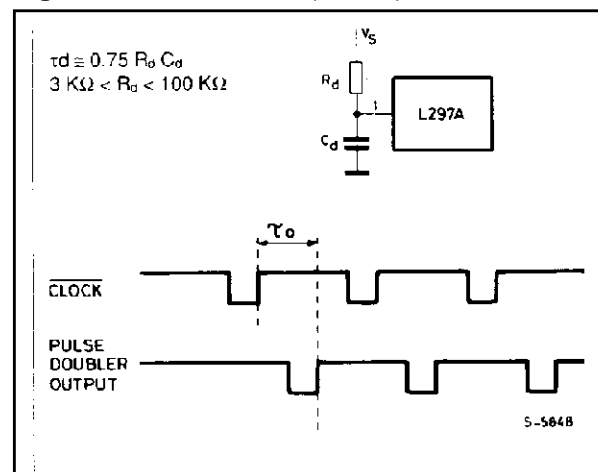 τd ≅ 0.75 Rd Cd
3 KΩ < Rd < 100 KΩ
Vs
Rd
1
L297A
Cd
τo
CLOCK
PULSE
DOUBLER
OUTPUT
S-5848